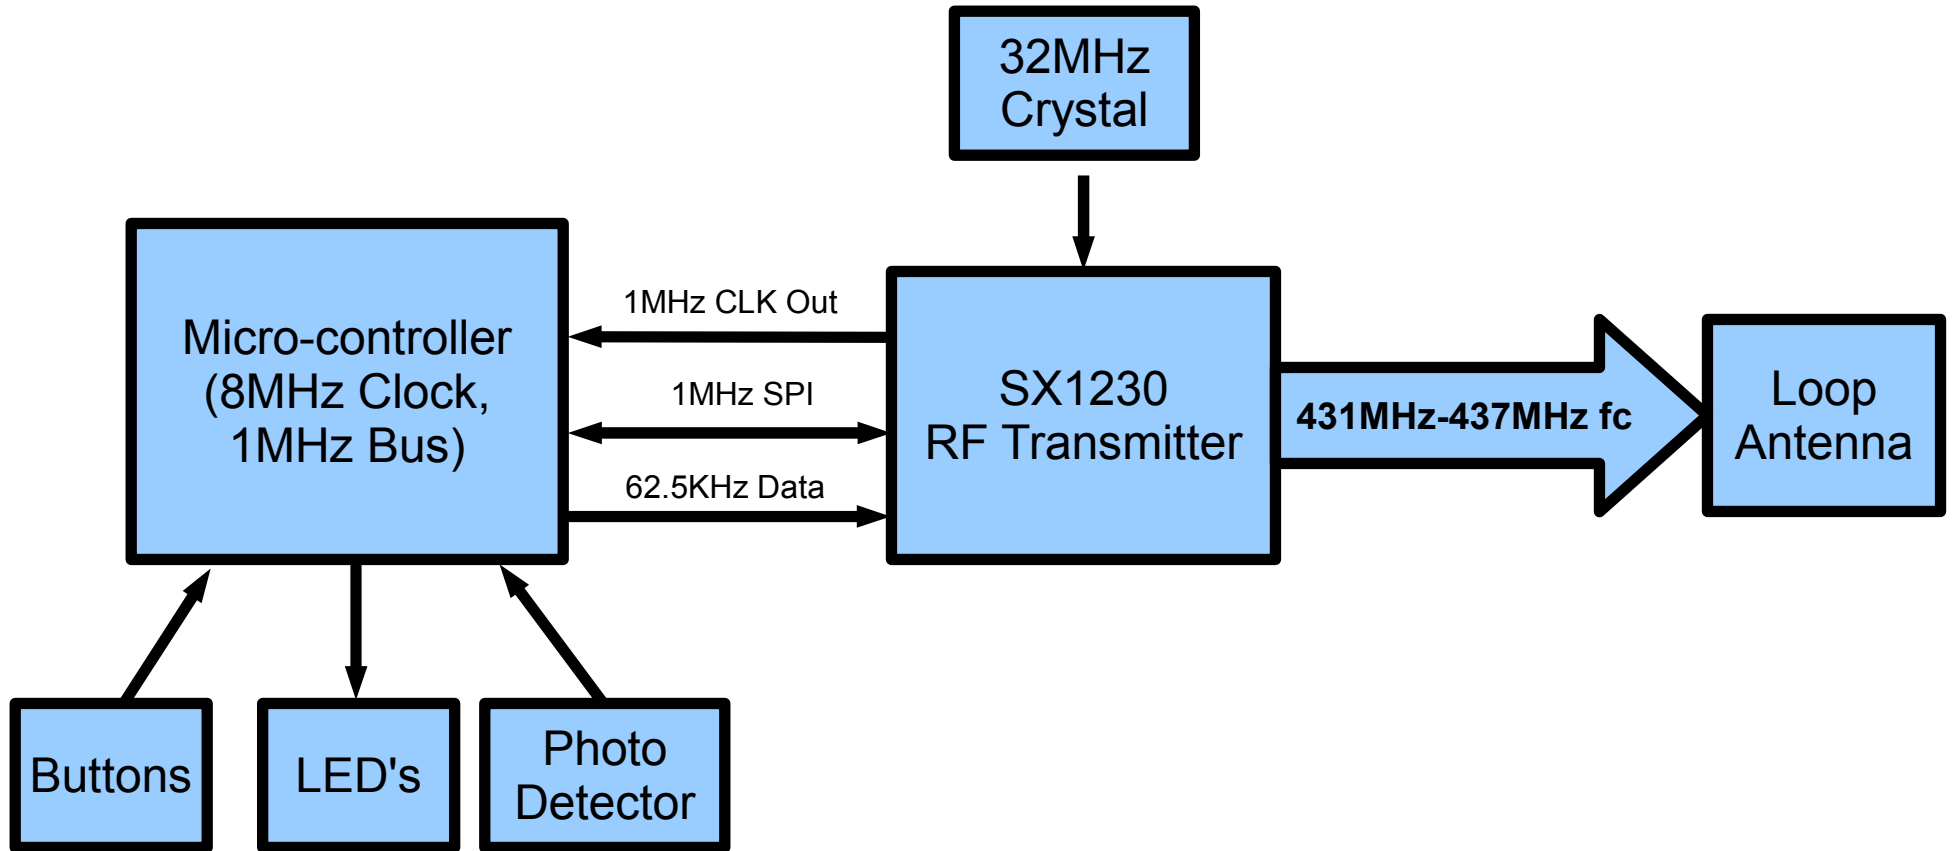 32MHz
Crystal
Micro-controller
(8MHz Clock,
1MHz Bus)
1MHz CLK Out
1MHz SPI
62.5KHz Data
SX1230
RF Transmitter
431MHz-437MHz fc
Loop
Antenna
Buttons
LED's
Photo
Detector